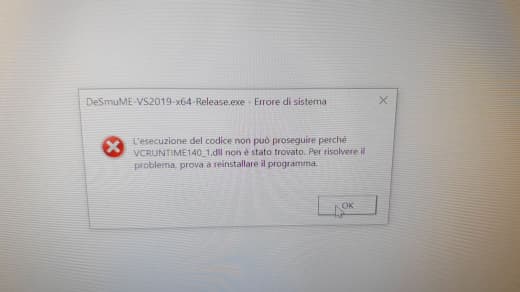 DeSmuME-VS2019-x64-Release.exe - Errore di sistema
L'esecuzione del codice non può proseguire perché
VCRUNTIME140_1.dll non è stato trovato. Per risolvere il
problema, prova a reinstallare il programma.
OK